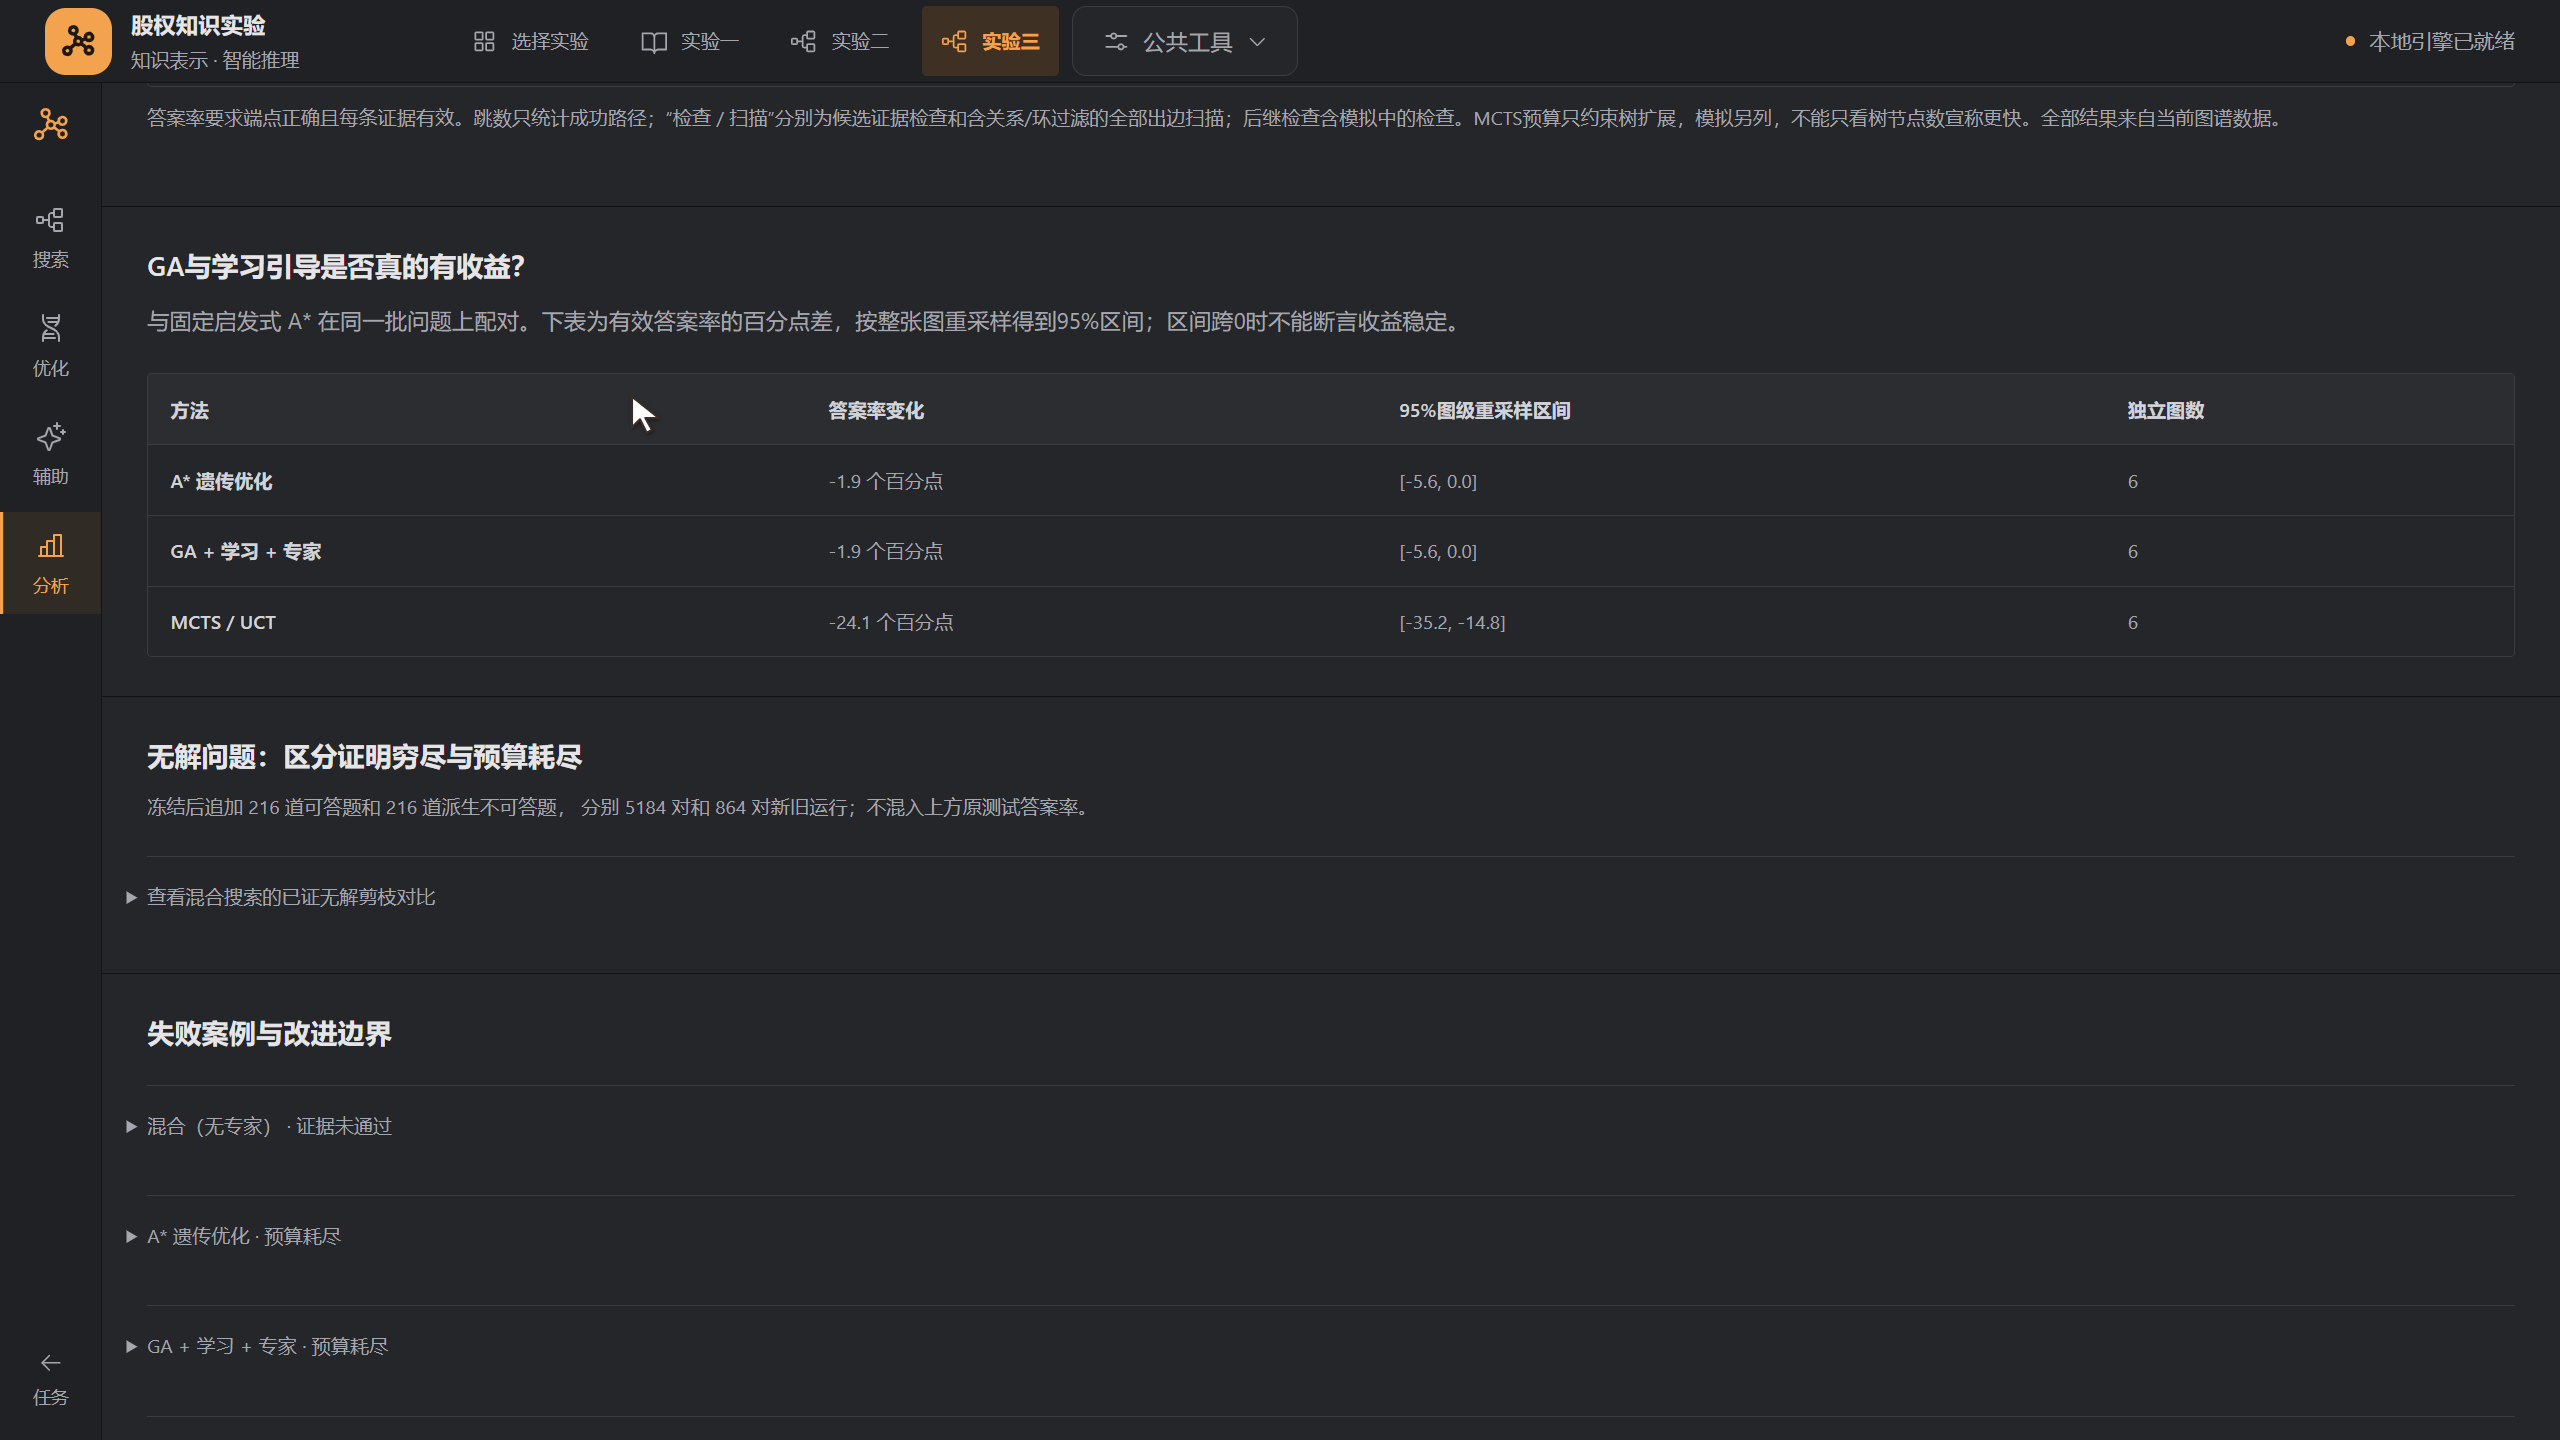 股权知识实验
知识表示 · 智能推理
选择实验
实验一
实验二
实验三
公共工具
本地引擎已就绪
搜索
优化
辅助
分析
任务
答案率要求端点正确且每条证据有效。跳数只统计成功路径；“检查 / 扫描”分别为候选证据检查和含关系/环过滤的全部出边扫描；后继检查含模拟中的检查。MCTS预算只约束树扩展，模拟另列，不能只看树节点数宣称更快。全部结果来自当前图谱数据。
GA与学习引导是否真的有收益？
与固定启发式 A* 在同一批问题上配对。下表为有效答案率的百分点差，按整张图重采样得到95%区间；区间跨0时不能断言收益稳定。
方法 答案率变化 95%图级重采样区间 独立图数
A* 遗传优化 -1.9 个百分点 [-5.6, 0.0] 6
GA + 学习 + 专家 -1.9 个百分点 [-5.6, 0.0] 6
MCTS / UCT -24.1 个百分点 [-35.2, -14.8] 6
无解问题：区分证明穷尽与预算耗尽
冻结后追加 216 道可答题和 216 道派生不可答题， 分别 5184 对和 864 对新旧运行；不混入上方原测试答案率。
查看混合搜索的已证无解剪枝对比
失败案例与改进边界
混合（无专家） · 证据未通过
A* 遗传优化 · 预算耗尽
GA + 学习 + 专家 · 预算耗尽